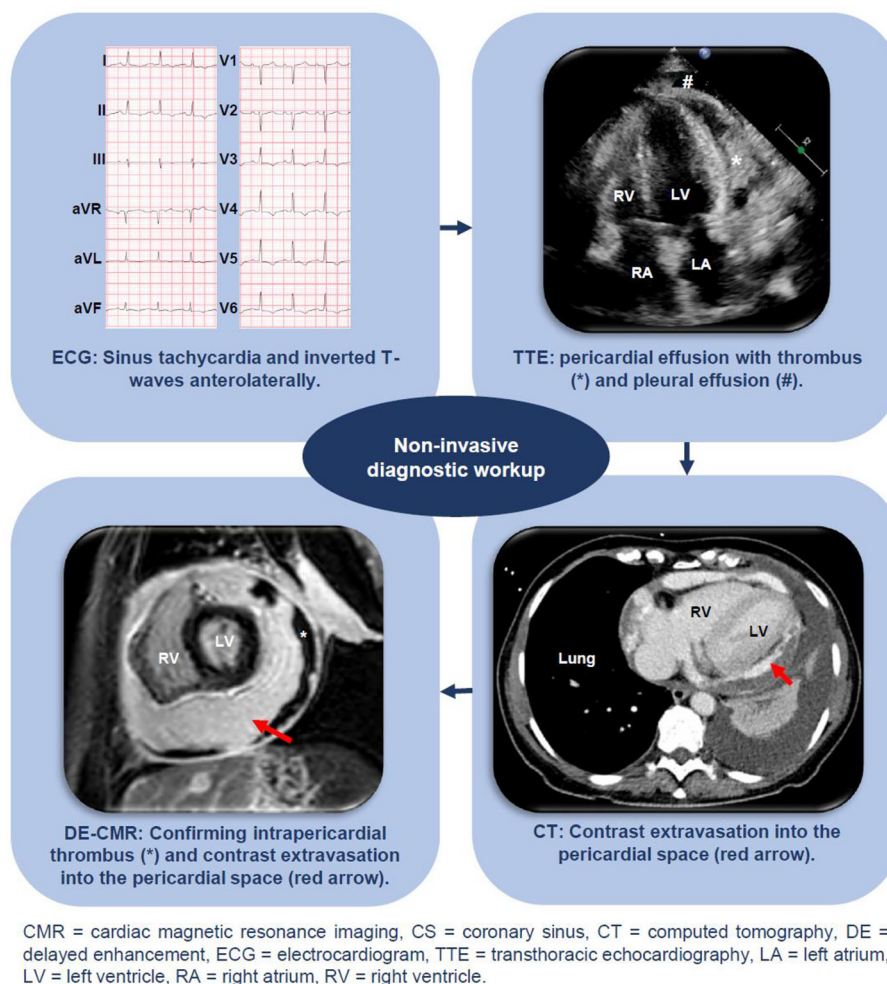 I V1
II V2
III V3
aVR V4
aVL V5
aVF V6
ECG: Sinus tachycardia and inverted T-
waves anterolaterally.
#
*
RV LV
RA LA
X2
TTE: pericardial effusion with thrombus
(*) and pleural effusion (#).
Non-invasive
diagnostic workup
LV
*
RV
DE-CMR: Confirming intrapericardial
thrombus (*) and contrast extravasation
into the pericardial space (red arrow).
RV
LV
Lung
CT: Contrast extravasation into the
pericardial space (red arrow).
CMR = cardiac magnetic resonance imaging, CS = coronary sinus, CT = computed tomography, DE =
delayed enhancement, ECG = electrocardiogram, TTE = transthoracic echocardiography, LA = left atrium,
LV = left ventricle, RA = right atrium, RV = right ventricle.